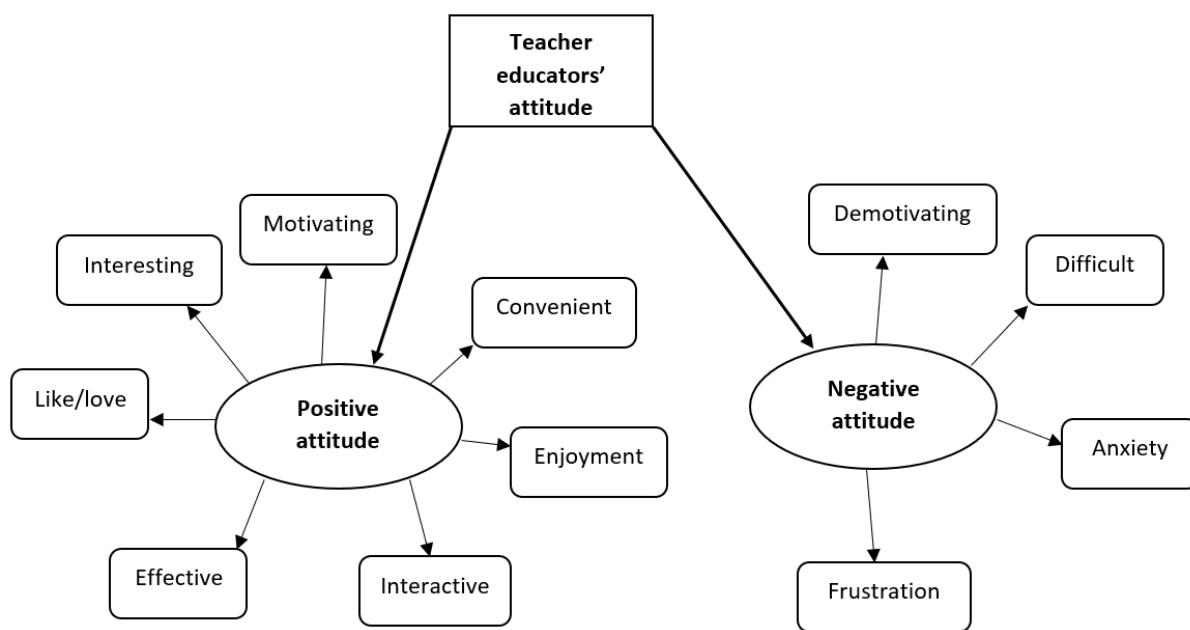 Teacher
educators’
attitude
Motivating
Interesting
Convenient
Like/love
Positive
attitude
Enjoyment
Effective
Interactive
Demotivating
Difficult
Negative
attitude
Anxiety
Frustration